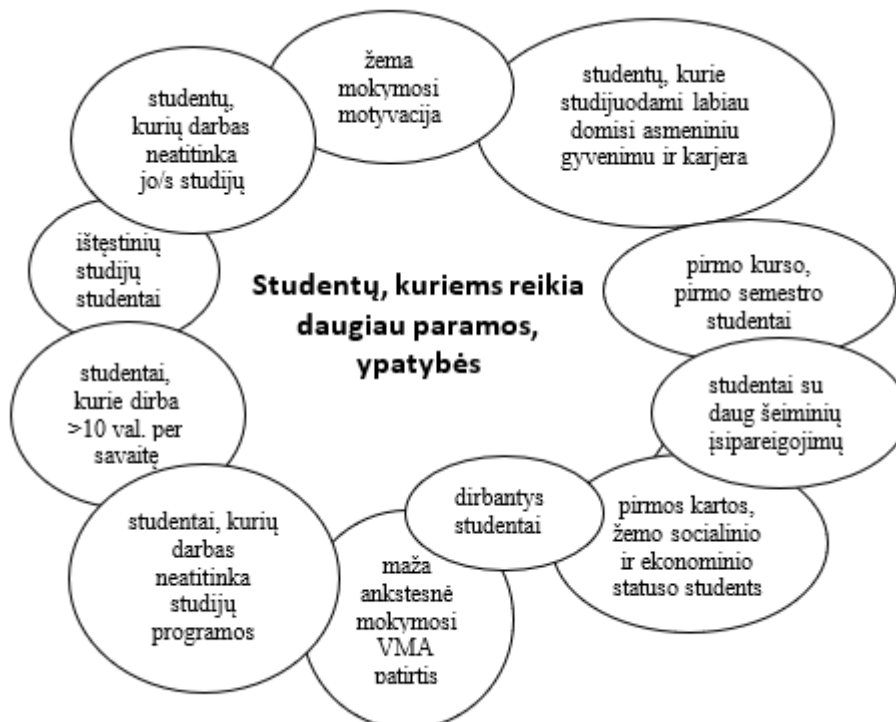 žema
mokymosi
motyvacija
studentų, kurie
studijuodami labiau
domisi asmeniniu
gyvenimu ir karjera
pirmo kurso,
pirmo semestro
studentai
studentai su
daug šeiminių
įsipareigojimų
pirmos kartos,
žemo socialinio
ir ekonominio
statuso students
dirbantys
studentai
maža
ankstesnė
mokymosi
VMA
patirtis
studentai, kurių
darbas
neatitinka
studijų
programos
studentai,
kurie dirba
>10 val. per
savaitę
ištęstinių
studijų
studentai
studentų,
kurių darbas
neatitinka
jo/s studijų
Studentų, kuriems reikia
daugiau paramos,
ypatybės